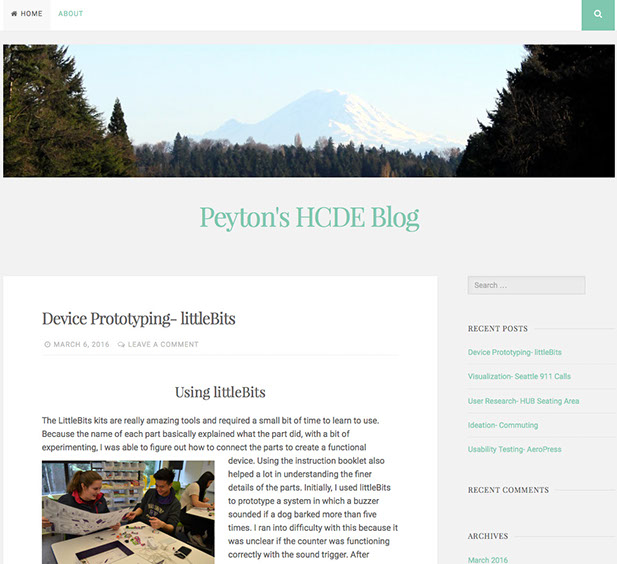 HOME ABOUT
Peyton's HCDE Blog
Device Prototyping- littleBits
MARCH 6, 2016 LEAVE A COMMENT
Using littleBits
The LittleBits kits are really amazing tools and required a small bit of time to learn to use.
Because the name of each part basically explained what the part did, with a bit of
experimenting, I was able to figure out how to connect the parts to create a functional
device. Using the instruction booklet also
helped a lot in understanding the finer
details of the parts. Initially, I used littleBits
to prototype a system in which a buzzer
sounded if a dog barked more than five
times. I ran into difficulty with this because it
was unclear if the counter was functioning
correctly with the sound trigger. After
Search …
RECENT POSTS
Device Prototyping- littleBits
Visualization- Seattle 911 Calls
User Research- HUB Seating Area
Ideation- Commuting
Usability Testing- AeroPress
RECENT COMMENTS
ARCHIVES
March 2016